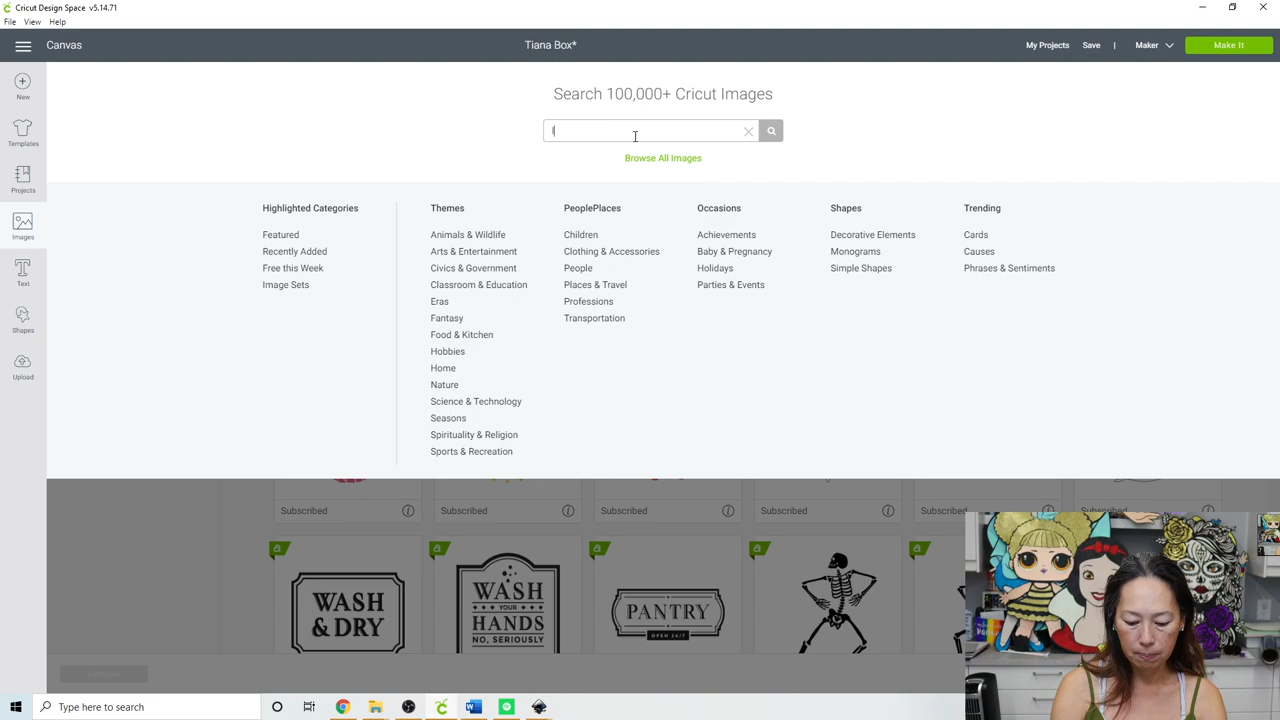 Cricut Design Space v5.14.71
File View Help
Canvas
Tiana Box*
My Projects Save | Maker Make It
New
Templates
Projects
Images
Text
Shapes
Upload
Search 100,000+ Cricut Images
Browse All Images
Highlighted Categories
Featured
Recently Added
Free this Week
Image Sets
Themes
Animals & Wildlife
Arts & Entertainment
Civics & Government
Classroom & Education
Eras
Fantasy
Food & Kitchen
Hobbies
Home
Nature
Science & Technology
Seasons
Spirituality & Religion
Sports & Recreation
PeoplePlaces
Children
Clothing & Accessories
People
Places & Travel
Professions
Transportation
Occasions
Achievements
Baby & Pregnancy
Holidays
Parties & Events
Shapes
Decorative Elements
Monograms
Simple Shapes
Trending
Cards
Causes
Phrases & Sentiments
Subscribed Subscribed Subscribed Subscribed Subscribed Subscribed
a a a a a
WASH
& DRY
WASH
YOUR
HANDS
NO, SERIOUSLY
PANTRY
OPEN 24/7
Type here to search